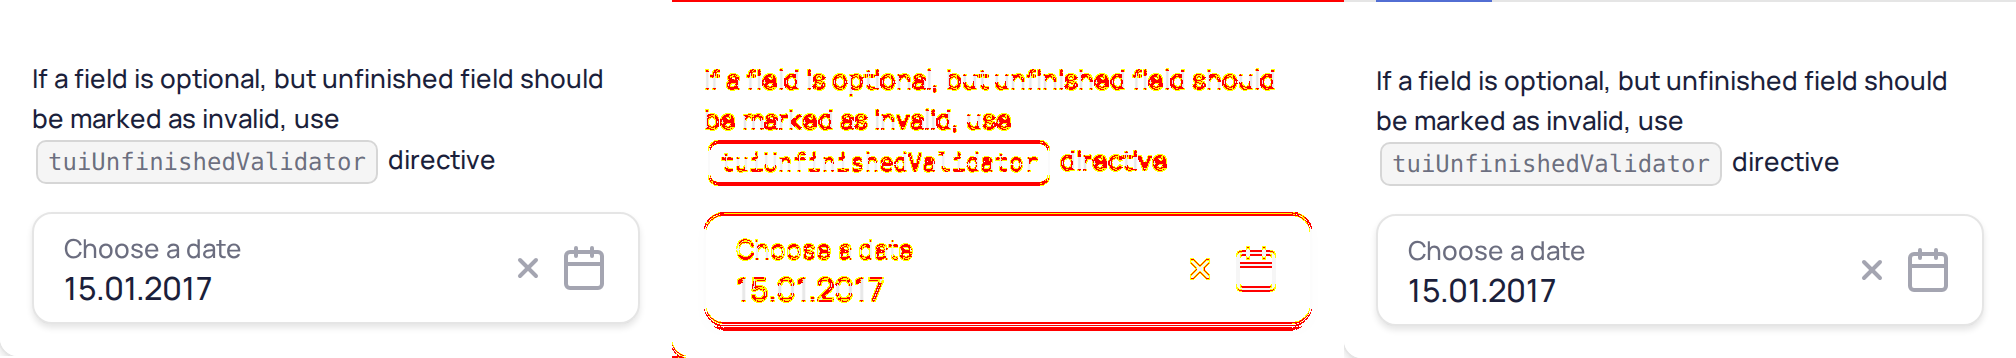 If a field is optional, but unfinished field should
be marked as invalid, use
tuiUnfinishedValidator directive
Choose a date
15.01.2017
If a field is optional, but unfinished field should
be marked as invalid, use
tuiUnfinishedValidator directive
Choose a date
15.01.2017
If a field is optional, but unfinished field should
be marked as invalid, use
tuiUnfinishedValidator directive
Choose a date
15.01.2017